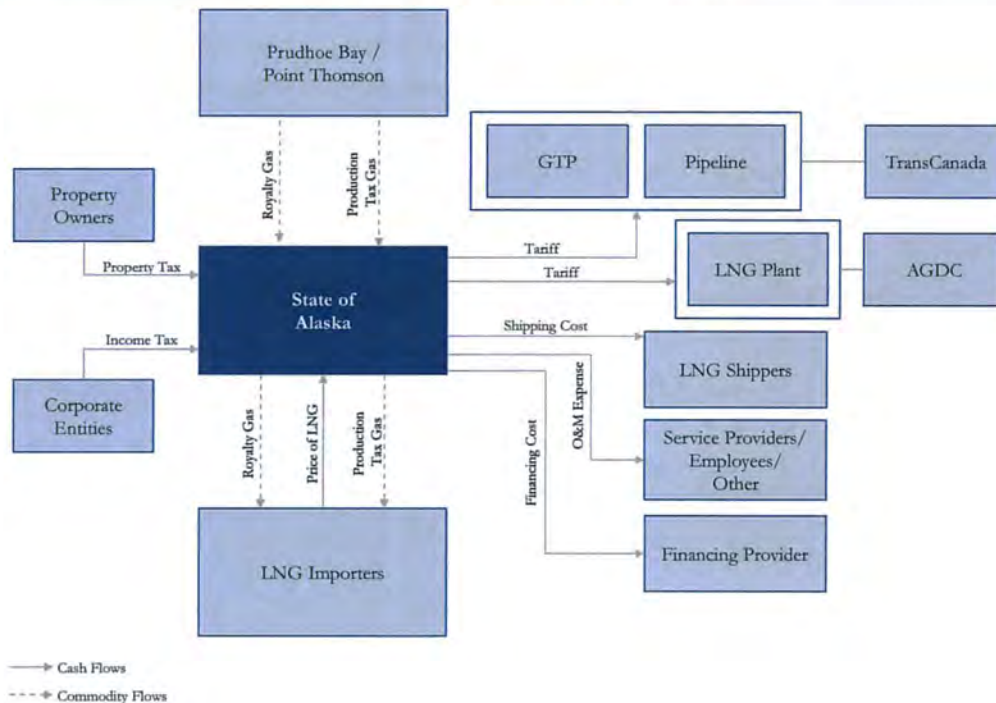 Prudhoe Bay /
Point Thomson
GTP
Pipeline
TransCanada
Royalty Gas
Production
Tax Gas
Property
Owners
Property Tax
Tariff
Tariff
LNG Plant
AGDC
State of
Alaska
Shipping Cost
LNG Shippers
Income Tax
Corporate
Entities
Royalty Gas
Price of LNG
Production
Tax Gas
Financing Cost
O&M Expense
Service Providers/
Employees/
Other
LNG Importers
Financing Provider
Cash Flows
Commodity Flows